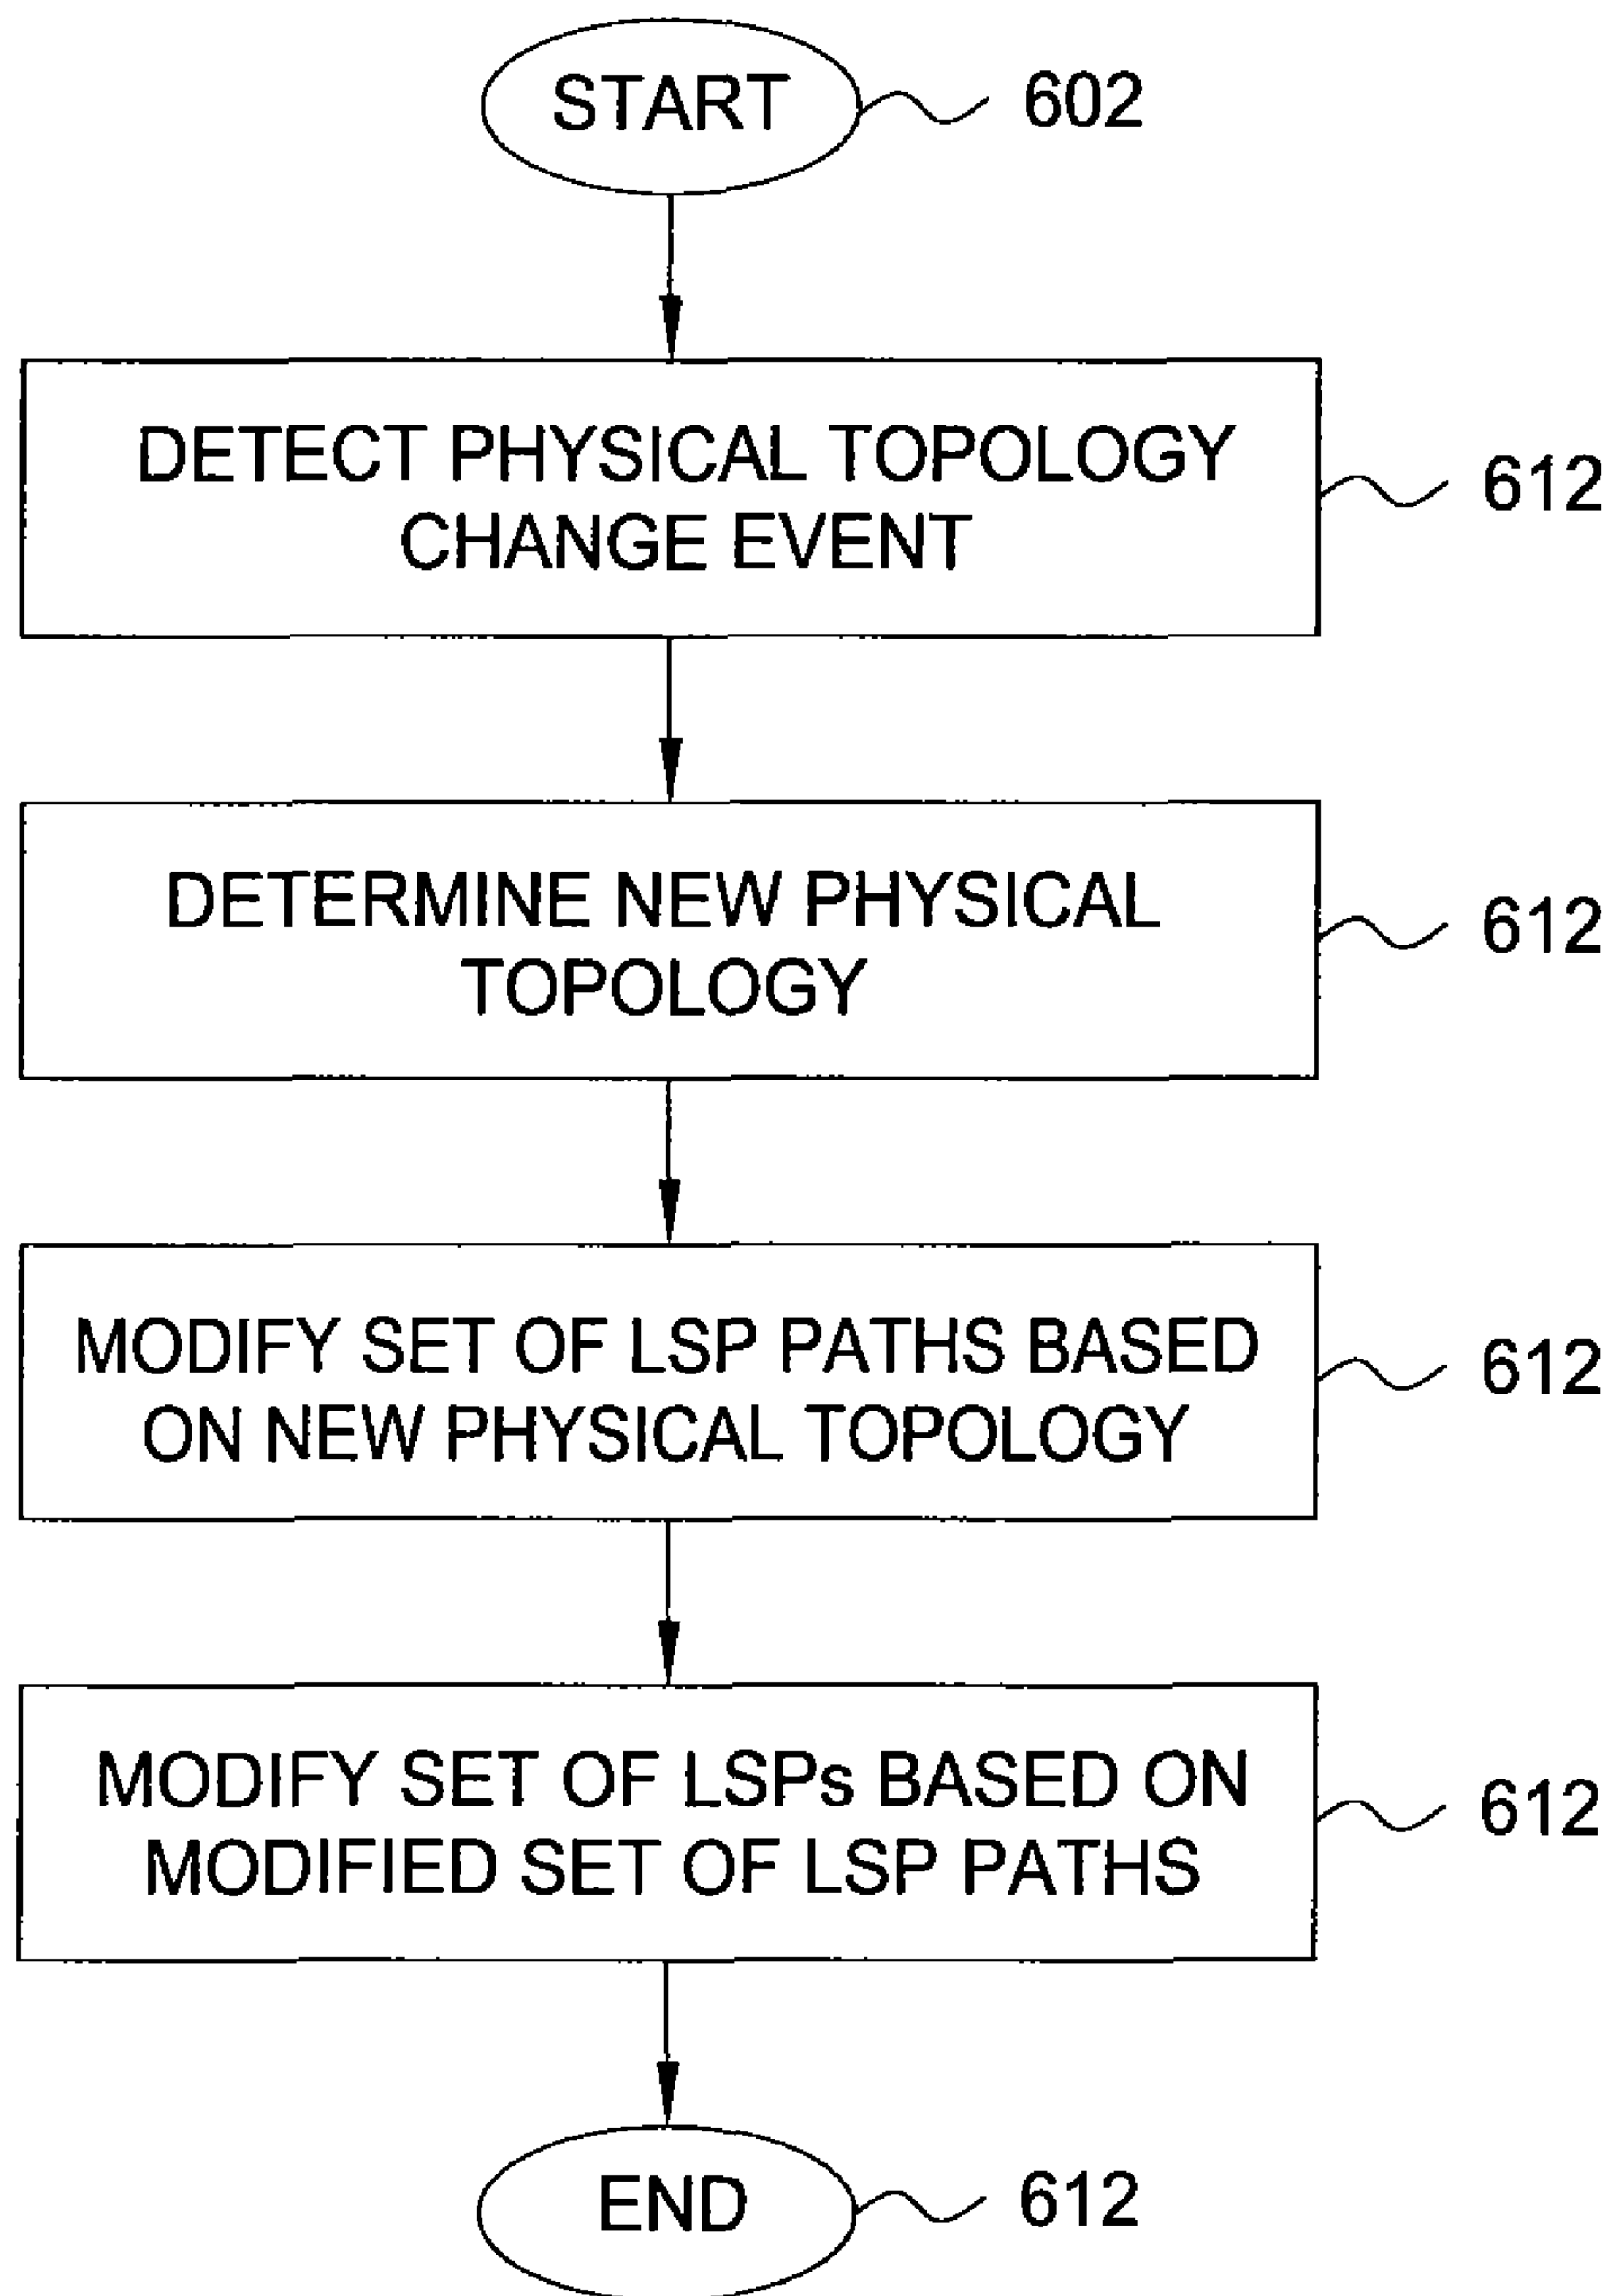 START
602
DETECT PHYSICAL TOPOLOGY
CHANGE EVENT
612
DETERMINE NEW PHYSICAL
TOPOLOGY
612
MODIFY SET OF LSP PATHS BASED
ON NEW PHYSICAL TOPOLOGY
612
MODIFY SET OF LSPs BASED ON
MODIFIED SET OF LSP PATHS
612
END
612